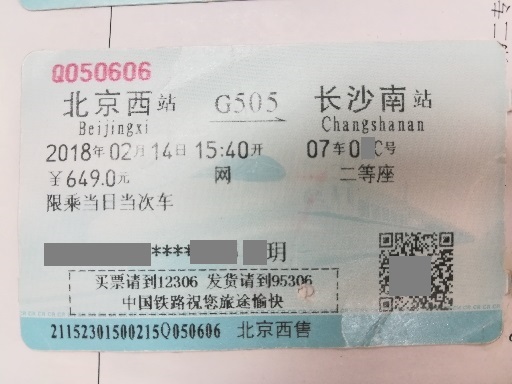 Q050606
北京西站 G505 长沙南站
Beijingxi Changshanan
2018年02月14日15:40开 07车0 C号
￥649.0元 网 二等座
限乘当日当次车
**** 玥
买票请到12306 发货请到95306
中国铁路祝您旅途愉快
21152301500215Q050606 北京西售